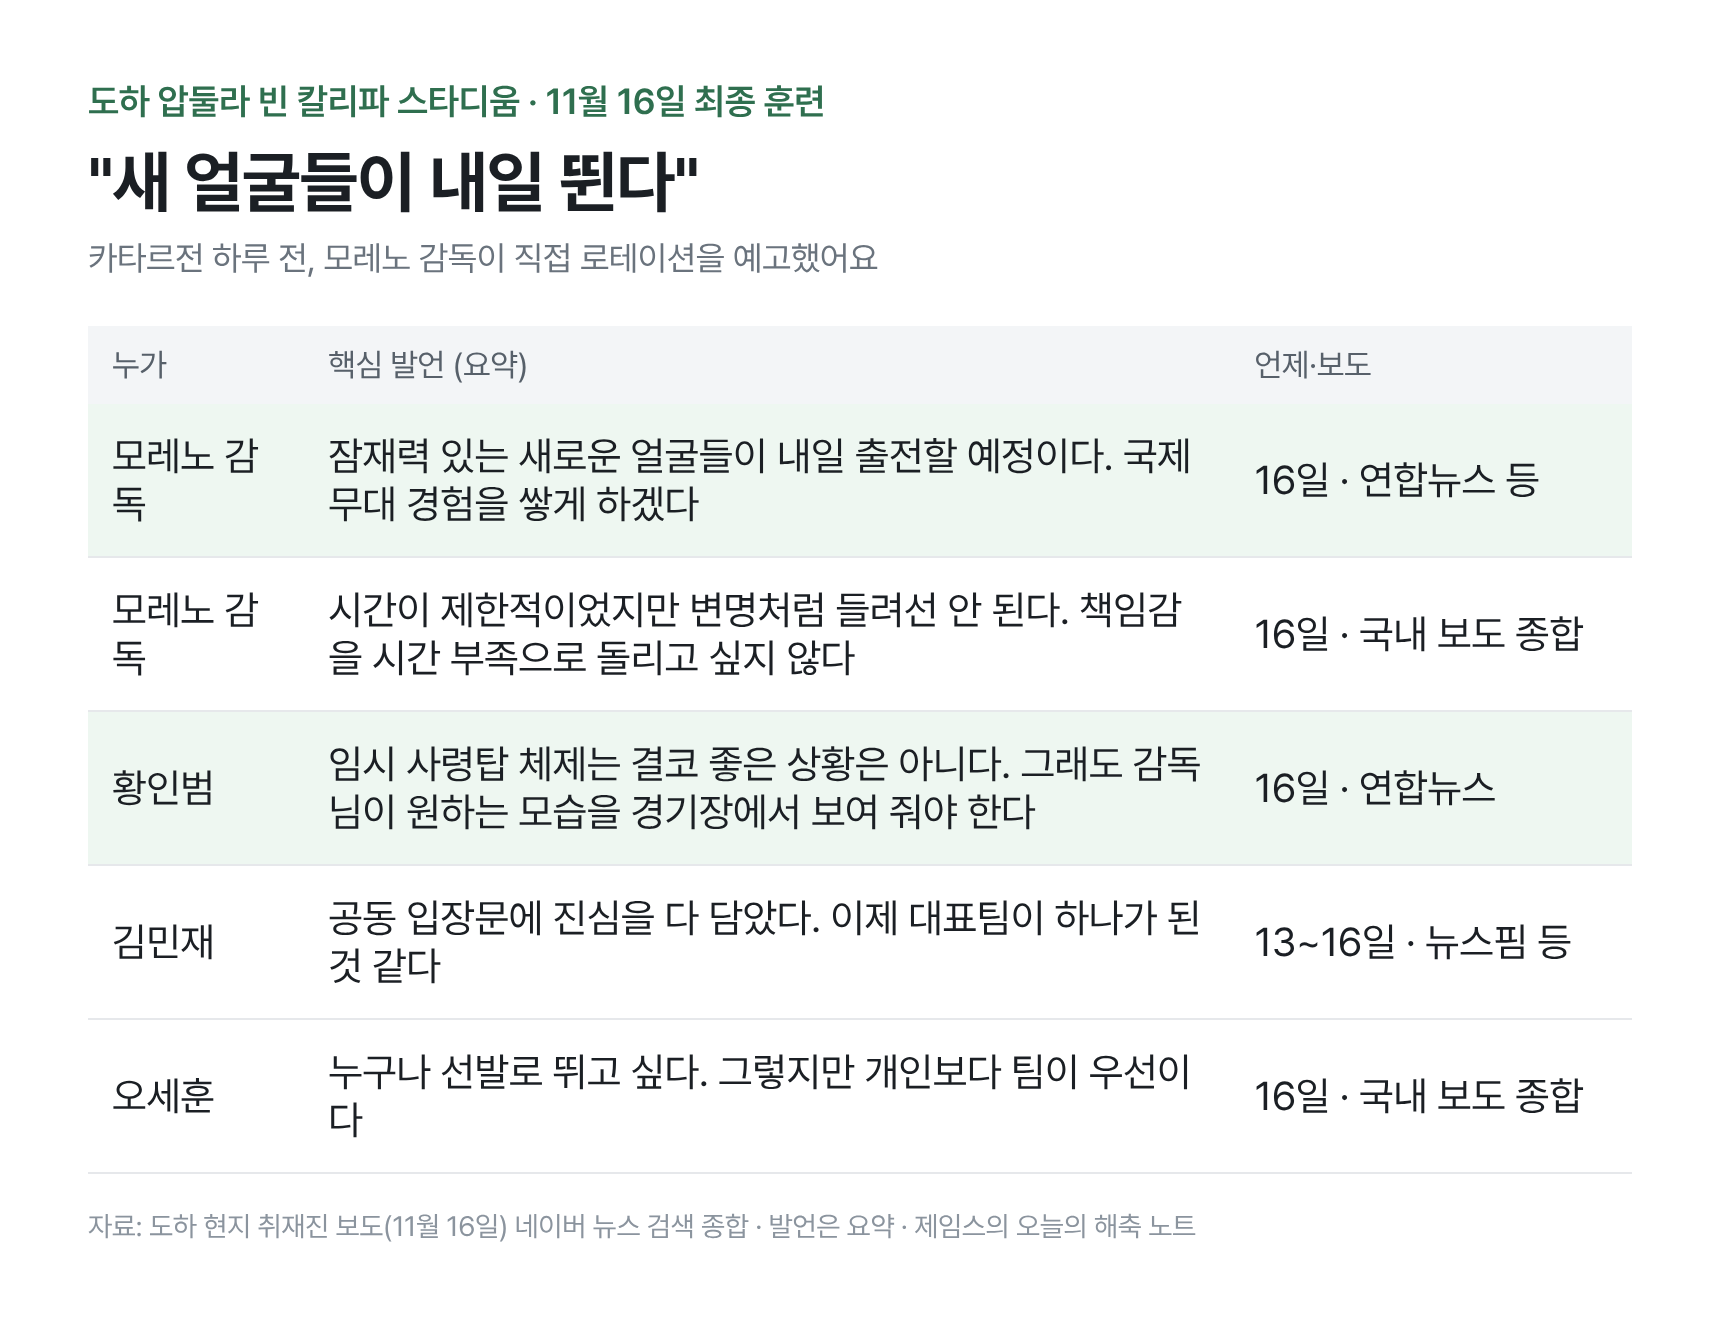 도하 압둘라 빈 칼리파 스타디움 · 11월 16일 최종 훈련
"새 얼굴들이 내일 뛴다"
카타르전 하루 전, 모레노 감독이 직접 로테이션을 예고했어요
누가 핵심 발언 (요약) 언제·보도
모레노 감
독
잠재력 있는 새로운 얼굴들이 내일 출전할 예정이다. 국제
무대 경험을 쌓게 하겠다
16일 · 연합뉴스 등
모레노 감
독
시간이 제한적이었지만 변명처럼 들려선 안 된다. 책임감
을 시간 부족으로 돌리고 싶지 않다
16일 · 국내 보도 종합
황인범
임시 사령탑 체제는 결코 좋은 상황은 아니다. 그래도 감독
님이 원하는 모습을 경기장에서 보여 줘야 한다
16일 · 연합뉴스
김민재
공동 입장문에 진심을 다 담았다. 이제 대표팀이 하나가 된
것 같다
13~16일 · 뉴스핌 등
오세훈
누구나 선발로 뛰고 싶다. 그렇지만 개인보다 팀이 우선이
다
16일 · 국내 보도 종합
자료: 도하 현지 취재진 보도(11월 16일) 네이버 뉴스 검색 종합 · 발언은 요약 · 제임스의 오늘의 해축 노트